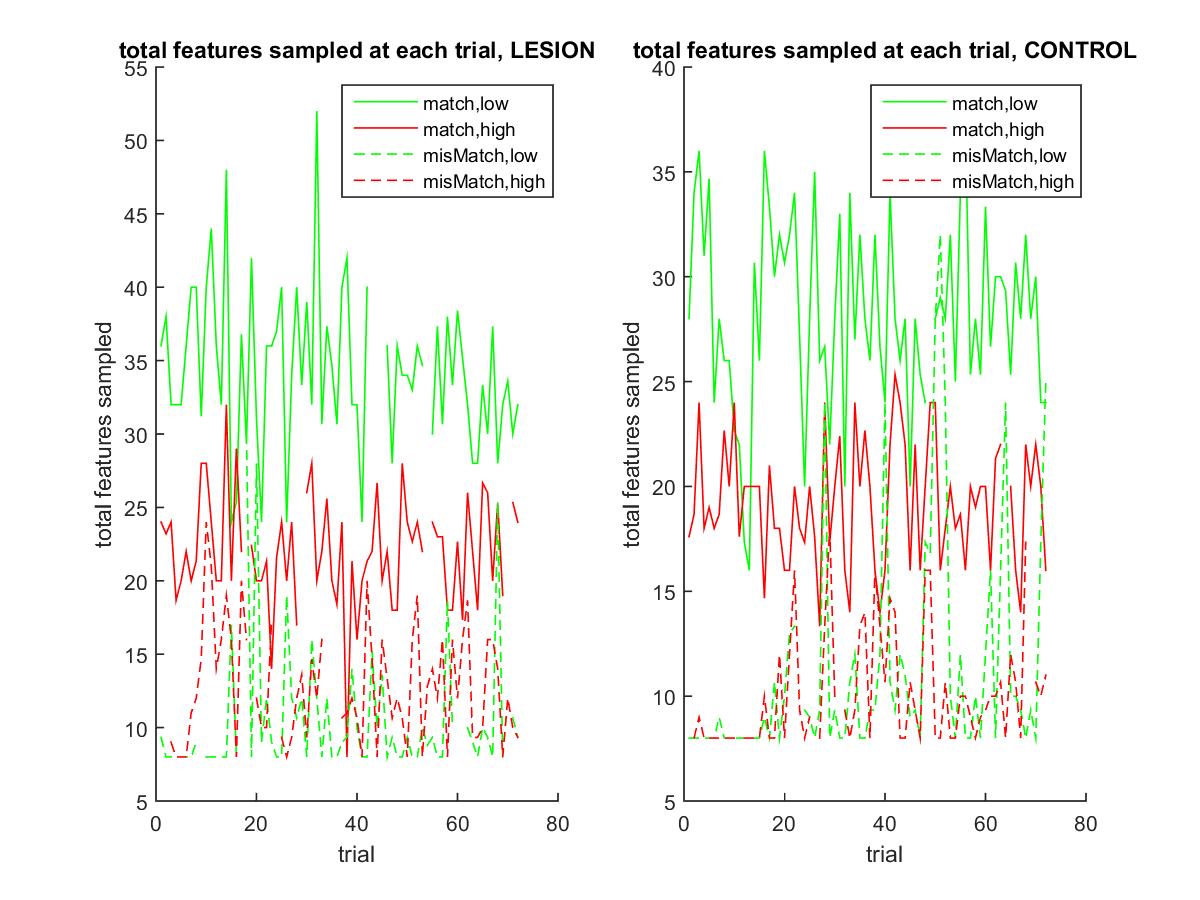 total features sampled at each trial, LESION
55
50
45
40
35
30
25
20
15
10
5
0
20
40
60
80
trial
total features sampled
match,low
match,high
misMatch,low
misMatch,high
total features sampled at each trial, CONTROL
40
35
30
25
20
15
10
5
0
20
40
60
80
trial
total features sampled
match,low
match,high
misMatch,low
misMatch,high